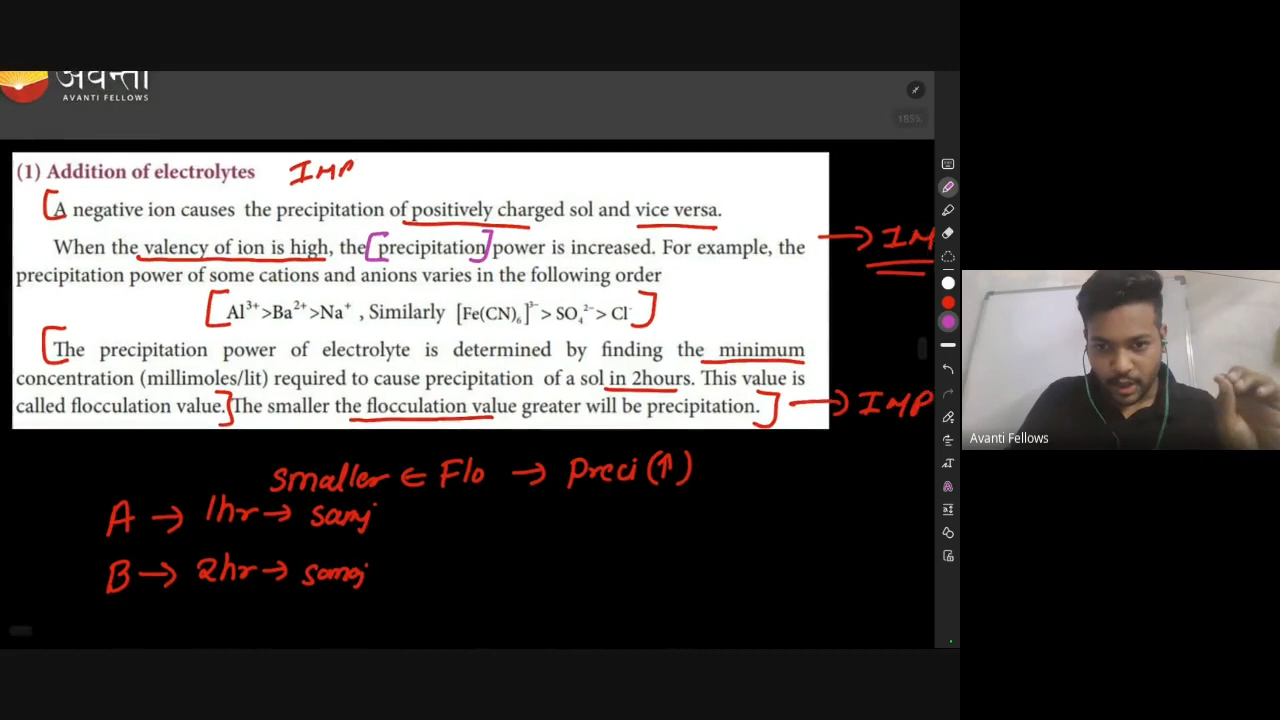 अवन्ती
AVANTI FELLOWS
185%
(1) Addition of electrolytes IMP
A negative ion causes the precipitation of positively charged sol and vice versa.
When the valency of ion is high, the precipitation power is increased. For example, the → IM
precipitation power of some cations and anions varies in the following order
Al³⁺>Ba²⁺>Na⁺ , Similarly [Fe(CN)₆]³⁻ > SO₄²⁻ > Cl⁻
The precipitation power of electrolyte is determined by finding the minimum
concentration (millimoles/lit) required to cause precipitation of a sol in 2hours. This value is
called flocculation value. The smaller the flocculation value greater will be precipitation. → IMP
smaller ∈ Flo → Preci (↑)
A → 1hr → samj
B → 2hr → samaj
Avanti Fellows